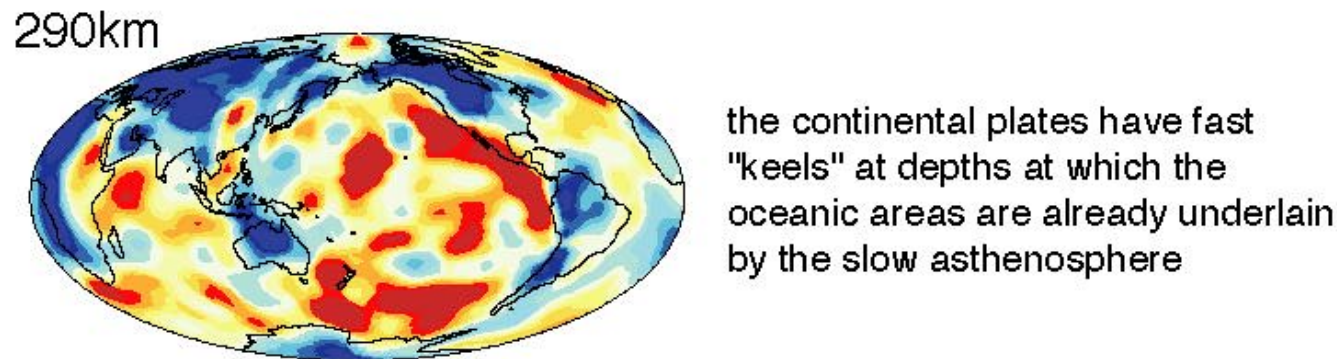 290km
the continental plates have fast
"keels" at depths at which the
oceanic areas are already underlain
by the slow asthenosphere